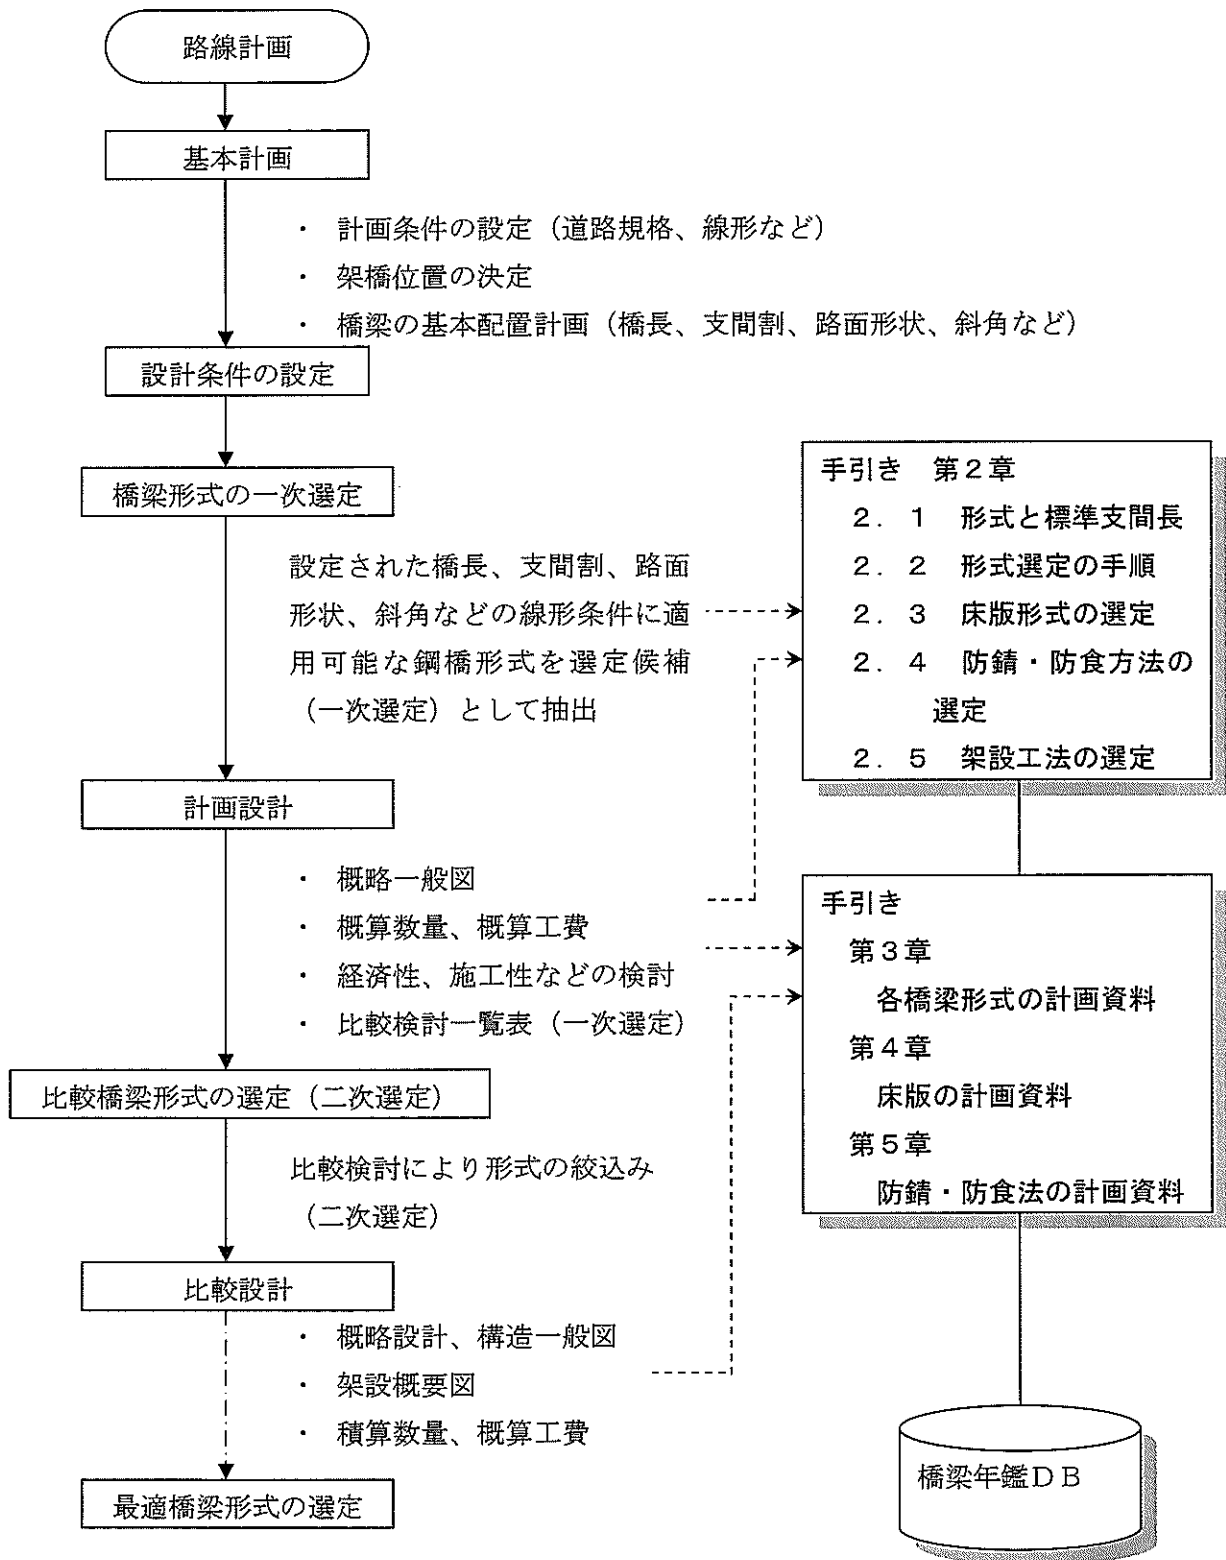 路線計画
基本計画
・ 計画条件の設定（道路規格、線形など）
・ 架橋位置の決定
・ 橋梁の基本配置計画（橋長、支間割、路面形状、斜角など）
設計条件の設定
橋梁形式の一次選定
設定された橋長、支間割、路面
形状、斜角などの線形条件に適
用可能な鋼橋形式を選定候補
（一次選定）として抽出
計画設計
・ 概略一般図
・ 概算数量、概算工費
・ 経済性、施工性などの検討
・ 比較検討一覧表（一次選定）
比較橋梁形式の選定（二次選定）
比較検討により形式の絞込み
（二次選定）
比較設計
・ 概略設計、構造一般図
・ 架設概要図
・ 積算数量、概算工費
最適橋梁形式の選定
手引き 第２章
２．１ 形式と標準支間長
２．２ 形式選定の手順
２．３ 床版形式の選定
２．４ 防錆・防食方法の
選定
２．５ 架設工法の選定
手引き
第３章
各橋梁形式の計画資料
第４章
床版の計画資料
第５章
防錆・防食法の計画資料
橋梁年鑑ＤＢ